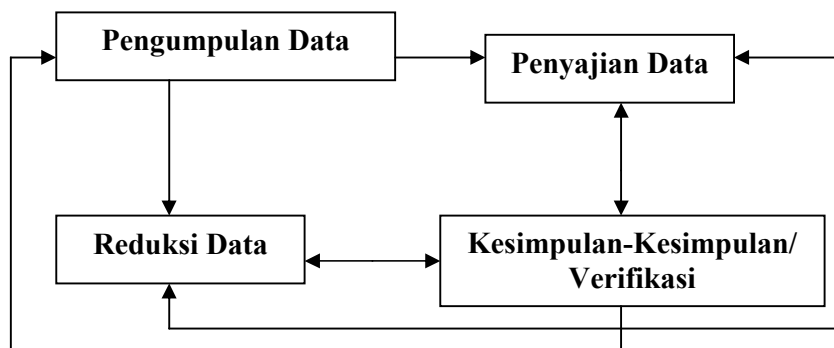 Pengumpulan Data
Penyajian Data
Reduksi Data
Kesimpulan-Kesimpulan/
Verifikasi